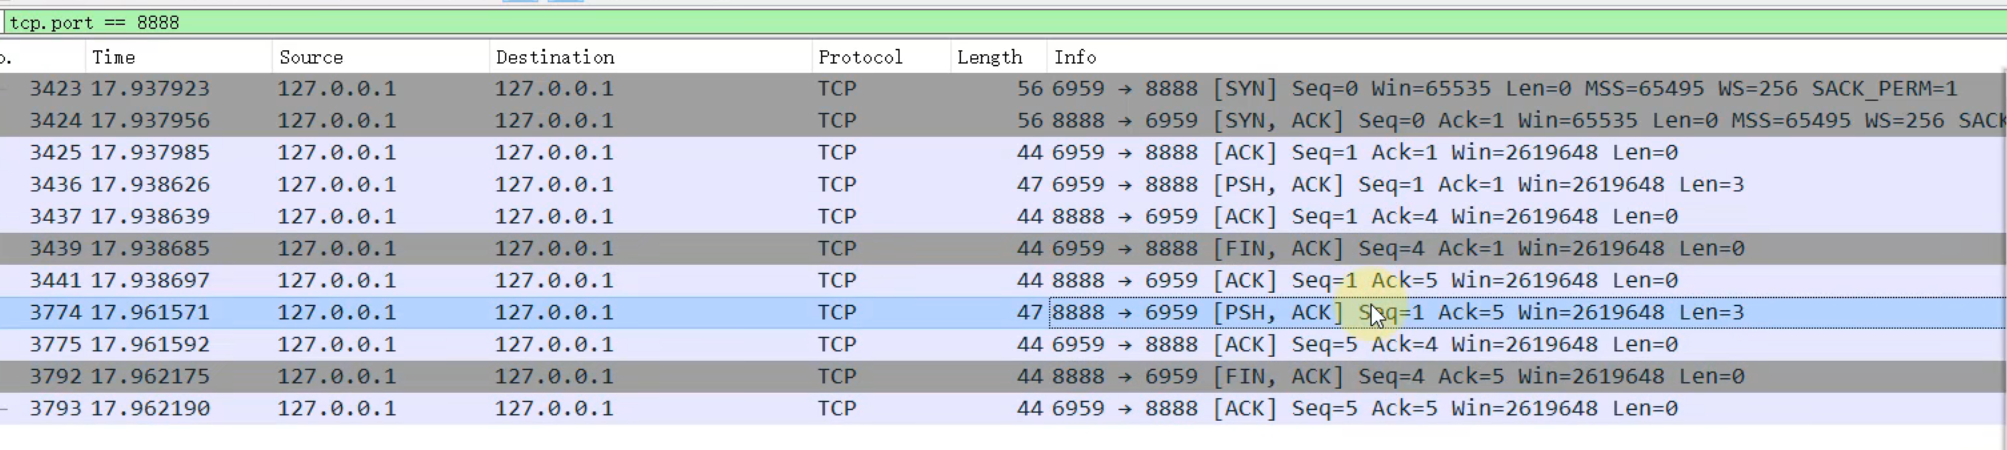 tcp.port == 8888
Time Source Destination Protocol Length Info
3423 17.937923 127.0.0.1 127.0.0.1 TCP 56 6959 → 8888 [SYN] Seq=0 Win=65535 Len=0 MSS=65495 WS=256 SACK_PERM=1
3424 17.937956 127.0.0.1 127.0.0.1 TCP 56 8888 → 6959 [SYN, ACK] Seq=0 Ack=1 Win=65535 Len=0 MSS=65495 WS=256 SACK
3425 17.937985 127.0.0.1 127.0.0.1 TCP 44 6959 → 8888 [ACK] Seq=1 Ack=1 Win=2619648 Len=0
3436 17.938626 127.0.0.1 127.0.0.1 TCP 47 6959 → 8888 [PSH, ACK] Seq=1 Ack=1 Win=2619648 Len=3
3437 17.938639 127.0.0.1 127.0.0.1 TCP 44 8888 → 6959 [ACK] Seq=1 Ack=4 Win=2619648 Len=0
3439 17.938685 127.0.0.1 127.0.0.1 TCP 44 6959 → 8888 [FIN, ACK] Seq=4 Ack=1 Win=2619648 Len=0
3441 17.938697 127.0.0.1 127.0.0.1 TCP 44 8888 → 6959 [ACK] Seq=1 Ack=5 Win=2619648 Len=0
3774 17.961571 127.0.0.1 127.0.0.1 TCP 47 8888 → 6959 [PSH, ACK] Seq=1 Ack=5 Win=2619648 Len=3
3775 17.961592 127.0.0.1 127.0.0.1 TCP 44 6959 → 8888 [ACK] Seq=5 Ack=4 Win=2619648 Len=0
3792 17.962175 127.0.0.1 127.0.0.1 TCP 44 8888 → 6959 [FIN, ACK] Seq=4 Ack=5 Win=2619648 Len=0
3793 17.962190 127.0.0.1 127.0.0.1 TCP 44 6959 → 8888 [ACK] Seq=5 Ack=5 Win=2619648 Len=0